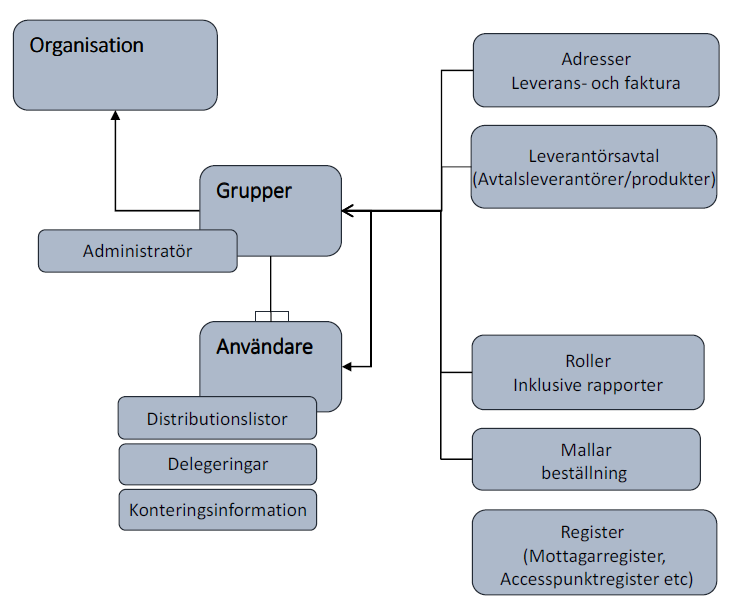 Organisation
Grupper
Administratör
Användare
Distributionslistor
Delegeringar
Konteringsinformation
Adresser
Leverans- och faktura
Leverantörsavtal
(Avtalsleverantörer/produkter)
Roller
Inklusive rapporter
Mallar
beställning
Register
(Mottagarregister,
Accesspunktregister etc)